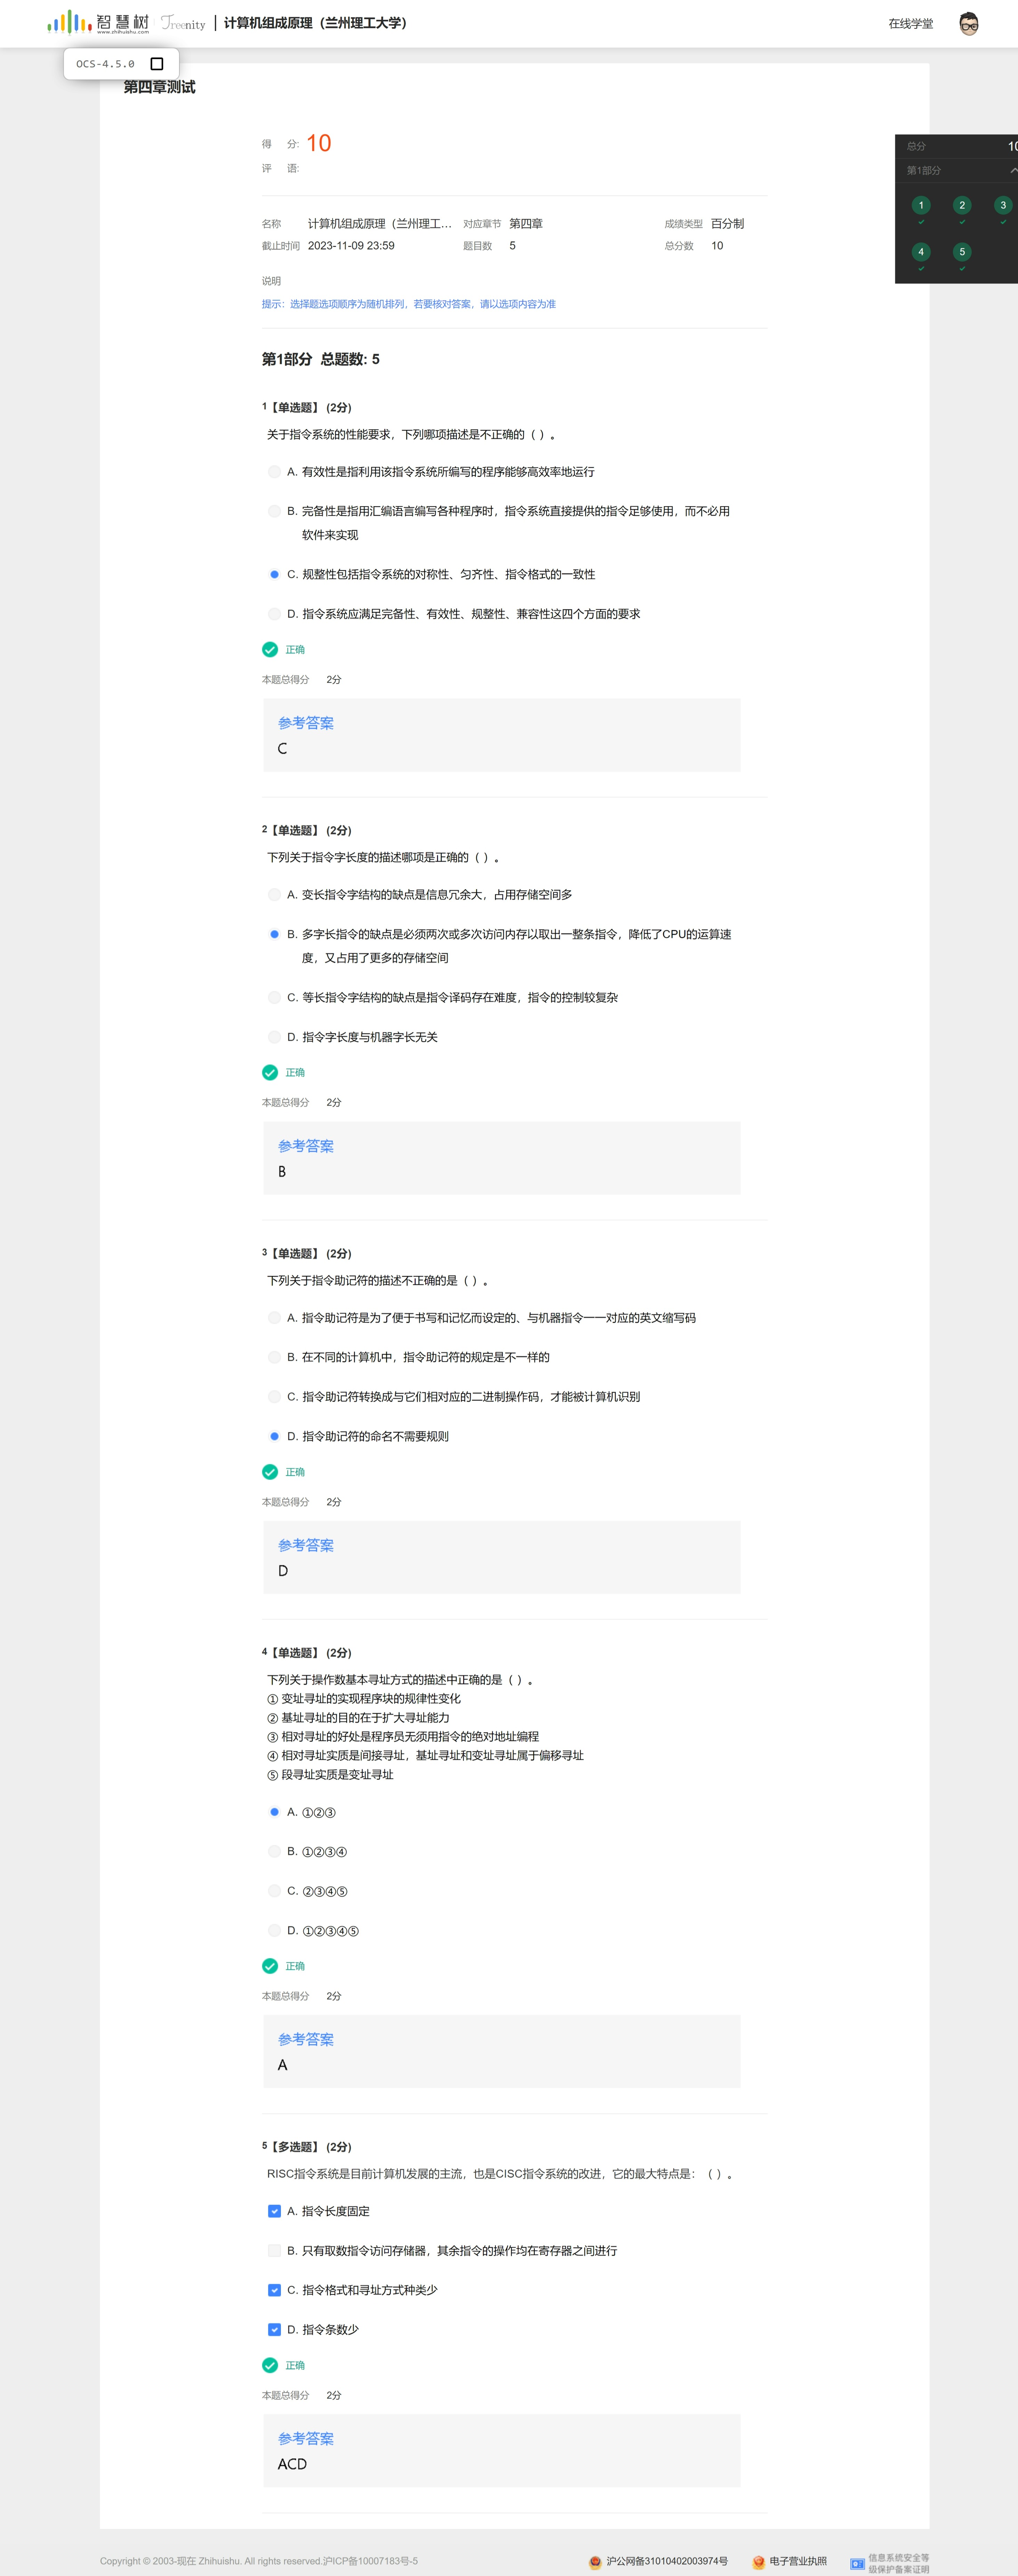 智慧树 Treenity 计算机组成原理（兰州理工大学） 在线学堂
www.zhihuishu.com
OCS-4.5.0
第四章测试
得 分: 10
评 语:
总分 10
第1部分
1 2 3
4 5
名称 计算机组成原理（兰州理工... 对应章节 第四章 成绩类型 百分制
截止时间 2023-11-09 23:59 题目数 5 总分数 10
说明
提示：选择题选项顺序为随机排列，若要核对答案，请以选项内容为准
第1部分 总题数: 5
1【单选题】 (2分)
关于指令系统的性能要求，下列哪项描述是不正确的（ ）。
A. 有效性是指利用该指令系统所编写的程序能够高效率地运行
B. 完备性是指用汇编语言编写各种程序时，指令系统直接提供的指令足够使用，而不必用
软件来实现
C. 规整性包括指令系统的对称性、匀齐性、指令格式的一致性
D. 指令系统应满足完备性、有效性、规整性、兼容性这四个方面的要求
正确
本题总得分 2分
参考答案
C
2【单选题】 (2分)
下列关于指令字长度的描述哪项是正确的（ ）。
A. 变长指令字结构的缺点是信息冗余大，占用存储空间多
B. 多字长指令的缺点是必须两次或多次访问内存以取出一整条指令，降低了CPU的运算速
度，又占用了更多的存储空间
C. 等长指令字结构的缺点是指令译码存在难度，指令的控制较复杂
D. 指令字长度与机器字长无关
正确
本题总得分 2分
参考答案
B
3【单选题】 (2分)
下列关于指令助记符的描述不正确的是（ ）。
A. 指令助记符是为了便于书写和记忆而设定的、与机器指令一一对应的英文缩写码
B. 在不同的计算机中，指令助记符的规定是不一样的
C. 指令助记符转换成与它们相对应的二进制操作码，才能被计算机识别
D. 指令助记符的命名不需要规则
正确
本题总得分 2分
参考答案
D
4【单选题】 (2分)
下列关于操作数基本寻址方式的描述中正确的是（ ）。
① 变址寻址的实现程序块的规律性变化
② 基址寻址的目的在于扩大寻址能力
③ 相对寻址的好处是程序员无须用指令的绝对地址编程
④ 相对寻址实质是间接寻址，基址寻址和变址寻址属于偏移寻址
⑤ 段寻址实质是变址寻址
A. ①②③
B. ①②③④
C. ②③④⑤
D. ①②③④⑤
正确
本题总得分 2分
参考答案
A
5【多选题】 (2分)
RISC指令系统是目前计算机发展的主流，也是CISC指令系统的改进，它的最大特点是：（ ）。
A. 指令长度固定
B. 只有取数指令访问存储器，其余指令的操作均在寄存器之间进行
C. 指令格式和寻址方式种类少
D. 指令条数少
正确
本题总得分 2分
参考答案
ACD
Copyright © 2003-现在 Zhihuishu. All rights reserved.沪ICP备10007183号-5 沪公网备31010402003974号 电子营业执照 信息系统安全等
级保护备案证明